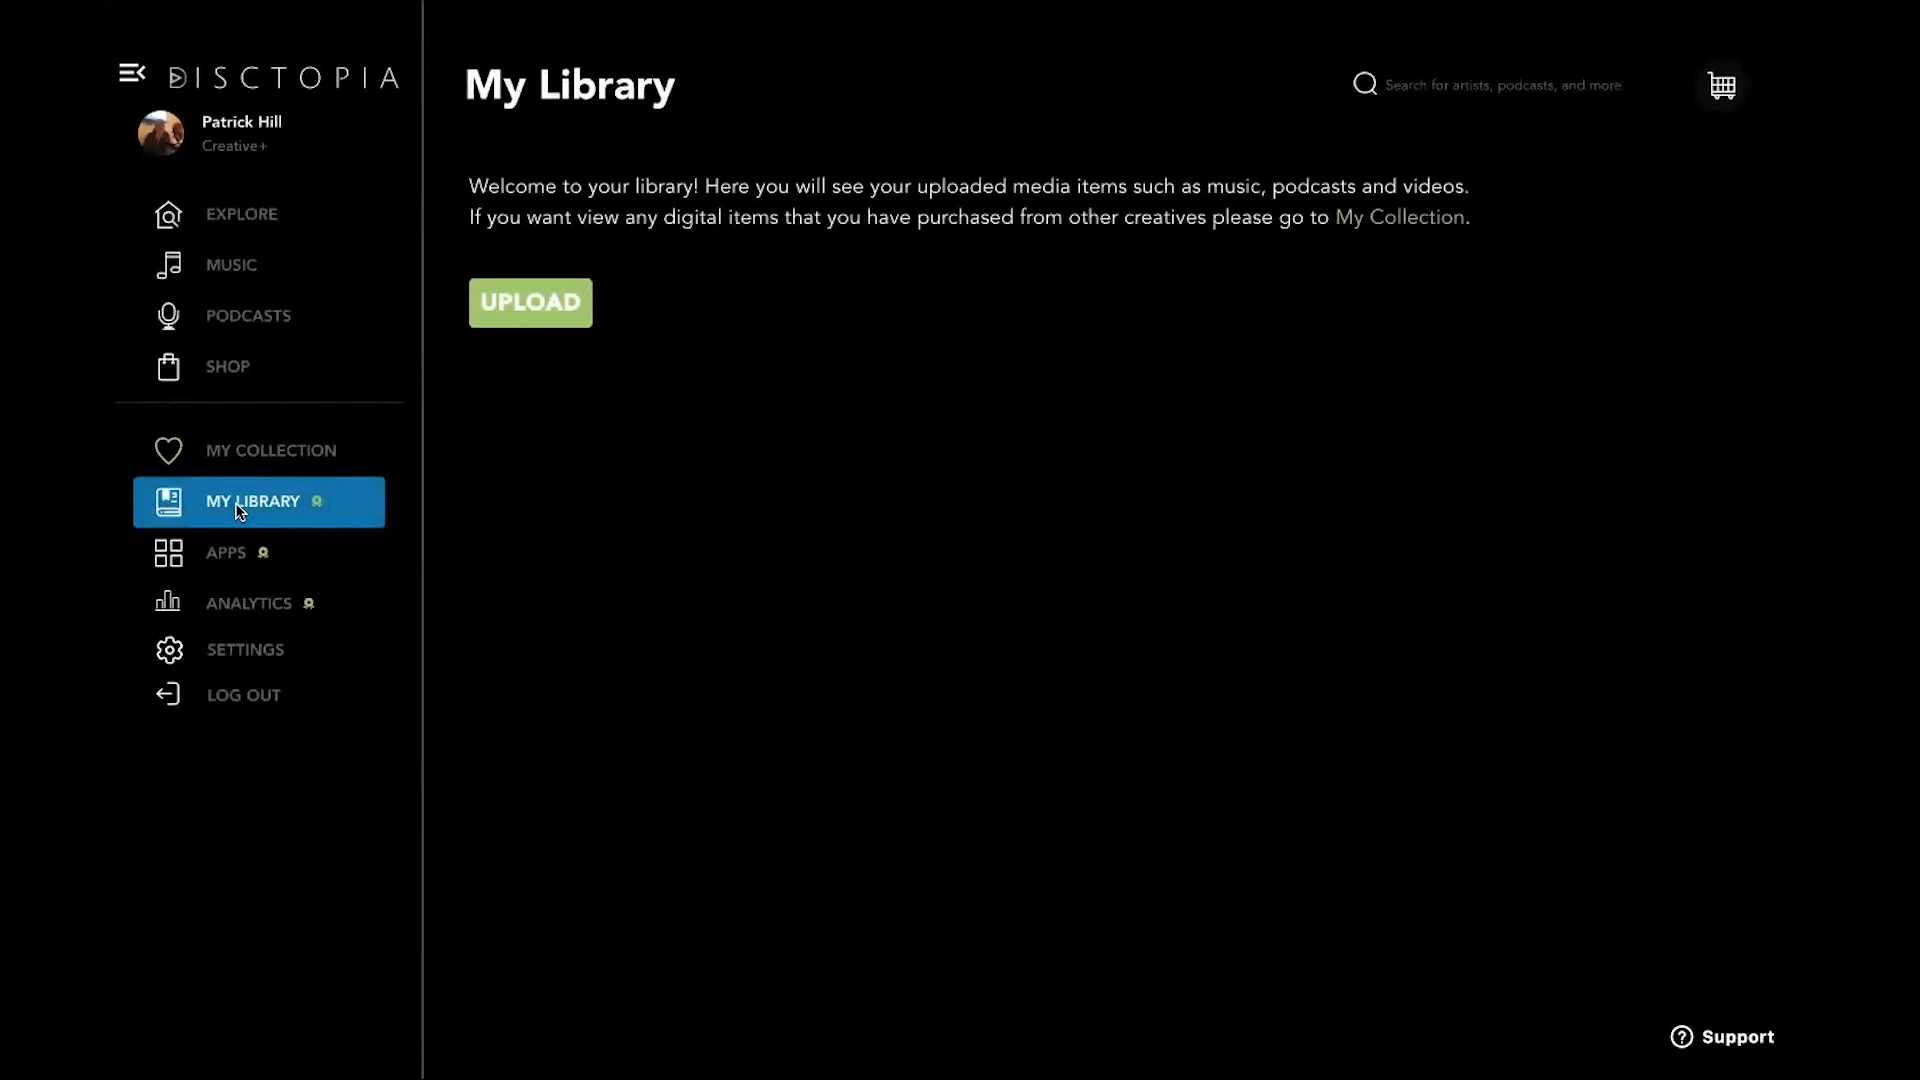 DISCTOPIA
Patrick Hill
Creative+
EXPLORE
MUSIC
PODCASTS
SHOP
MY COLLECTION
MY LIBRARY
APPS
ANALYTICS
SETTINGS
LOG OUT
My Library
Search for artists, podcasts, and more
Welcome to your library! Here you will see your uploaded media items such as music, podcasts and videos.
If you want view any digital items that you have purchased from other creatives please go to My Collection.
UPLOAD
Support